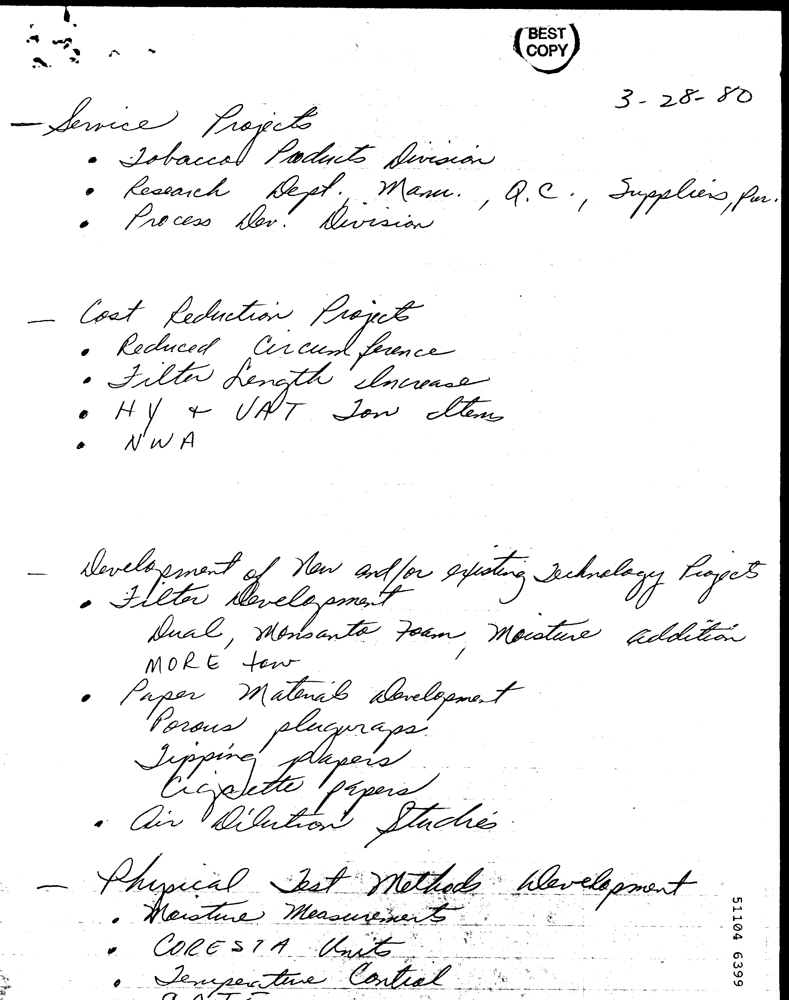 BEST
COPY
3-28-80
— Service Projects
• Tobacco Products Division
• Research Dept., Manu., Q.C., Suppliers, Pur.
• Process Dev. Division
— Cost Reduction Projects
• Reduced Circumference
• Filter Length Increase
• HY + VAT Tow Items
• NWA
— Development of New and/or existing Technology Projects
• Filter Development
Dual, Monsanto Foam, Moisture addition
MORE tow
• Paper Materials Development
Porous plugwraps
Tipping papers
Cigarette papers
• Air Dilution Studies
— Physical Test Methods Development
• Moisture Measurements
• CORESTA Units
• Temperature Control
51104 6399